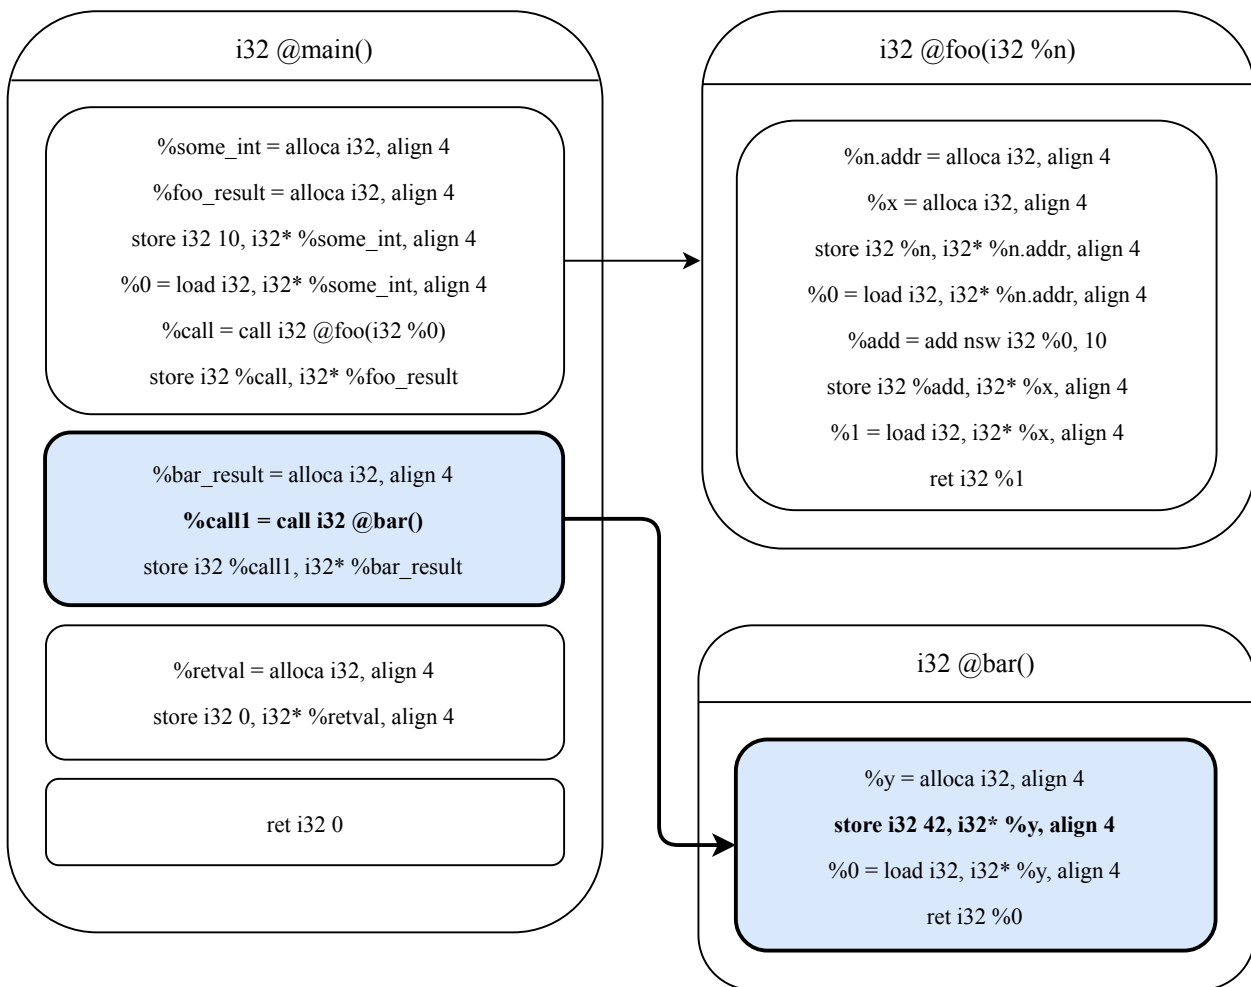 i32 @main()
%some_int = alloca i32, align 4
%foo_result = alloca i32, align 4
store i32 10, i32* %some_int, align 4
%0 = load i32, i32* %some_int, align 4
%call = call i32 @foo(i32 %0)
store i32 %call, i32* %foo_result
%bar_result = alloca i32, align 4
%call1 = call i32 @bar()
store i32 %call1, i32* %bar_result
%retval = alloca i32, align 4
store i32 0, i32* %retval, align 4
ret i32 0
i32 @foo(i32 %n)
%n.addr = alloca i32, align 4
%x = alloca i32, align 4
store i32 %n, i32* %n.addr, align 4
%0 = load i32, i32* %n.addr, align 4
%add = add nsw i32 %0, 10
store i32 %add, i32* %x, align 4
%1 = load i32, i32* %x, align 4
ret i32 %1
i32 @bar()
%y = alloca i32, align 4
store i32 42, i32* %y, align 4
%0 = load i32, i32* %y, align 4
ret i32 %0